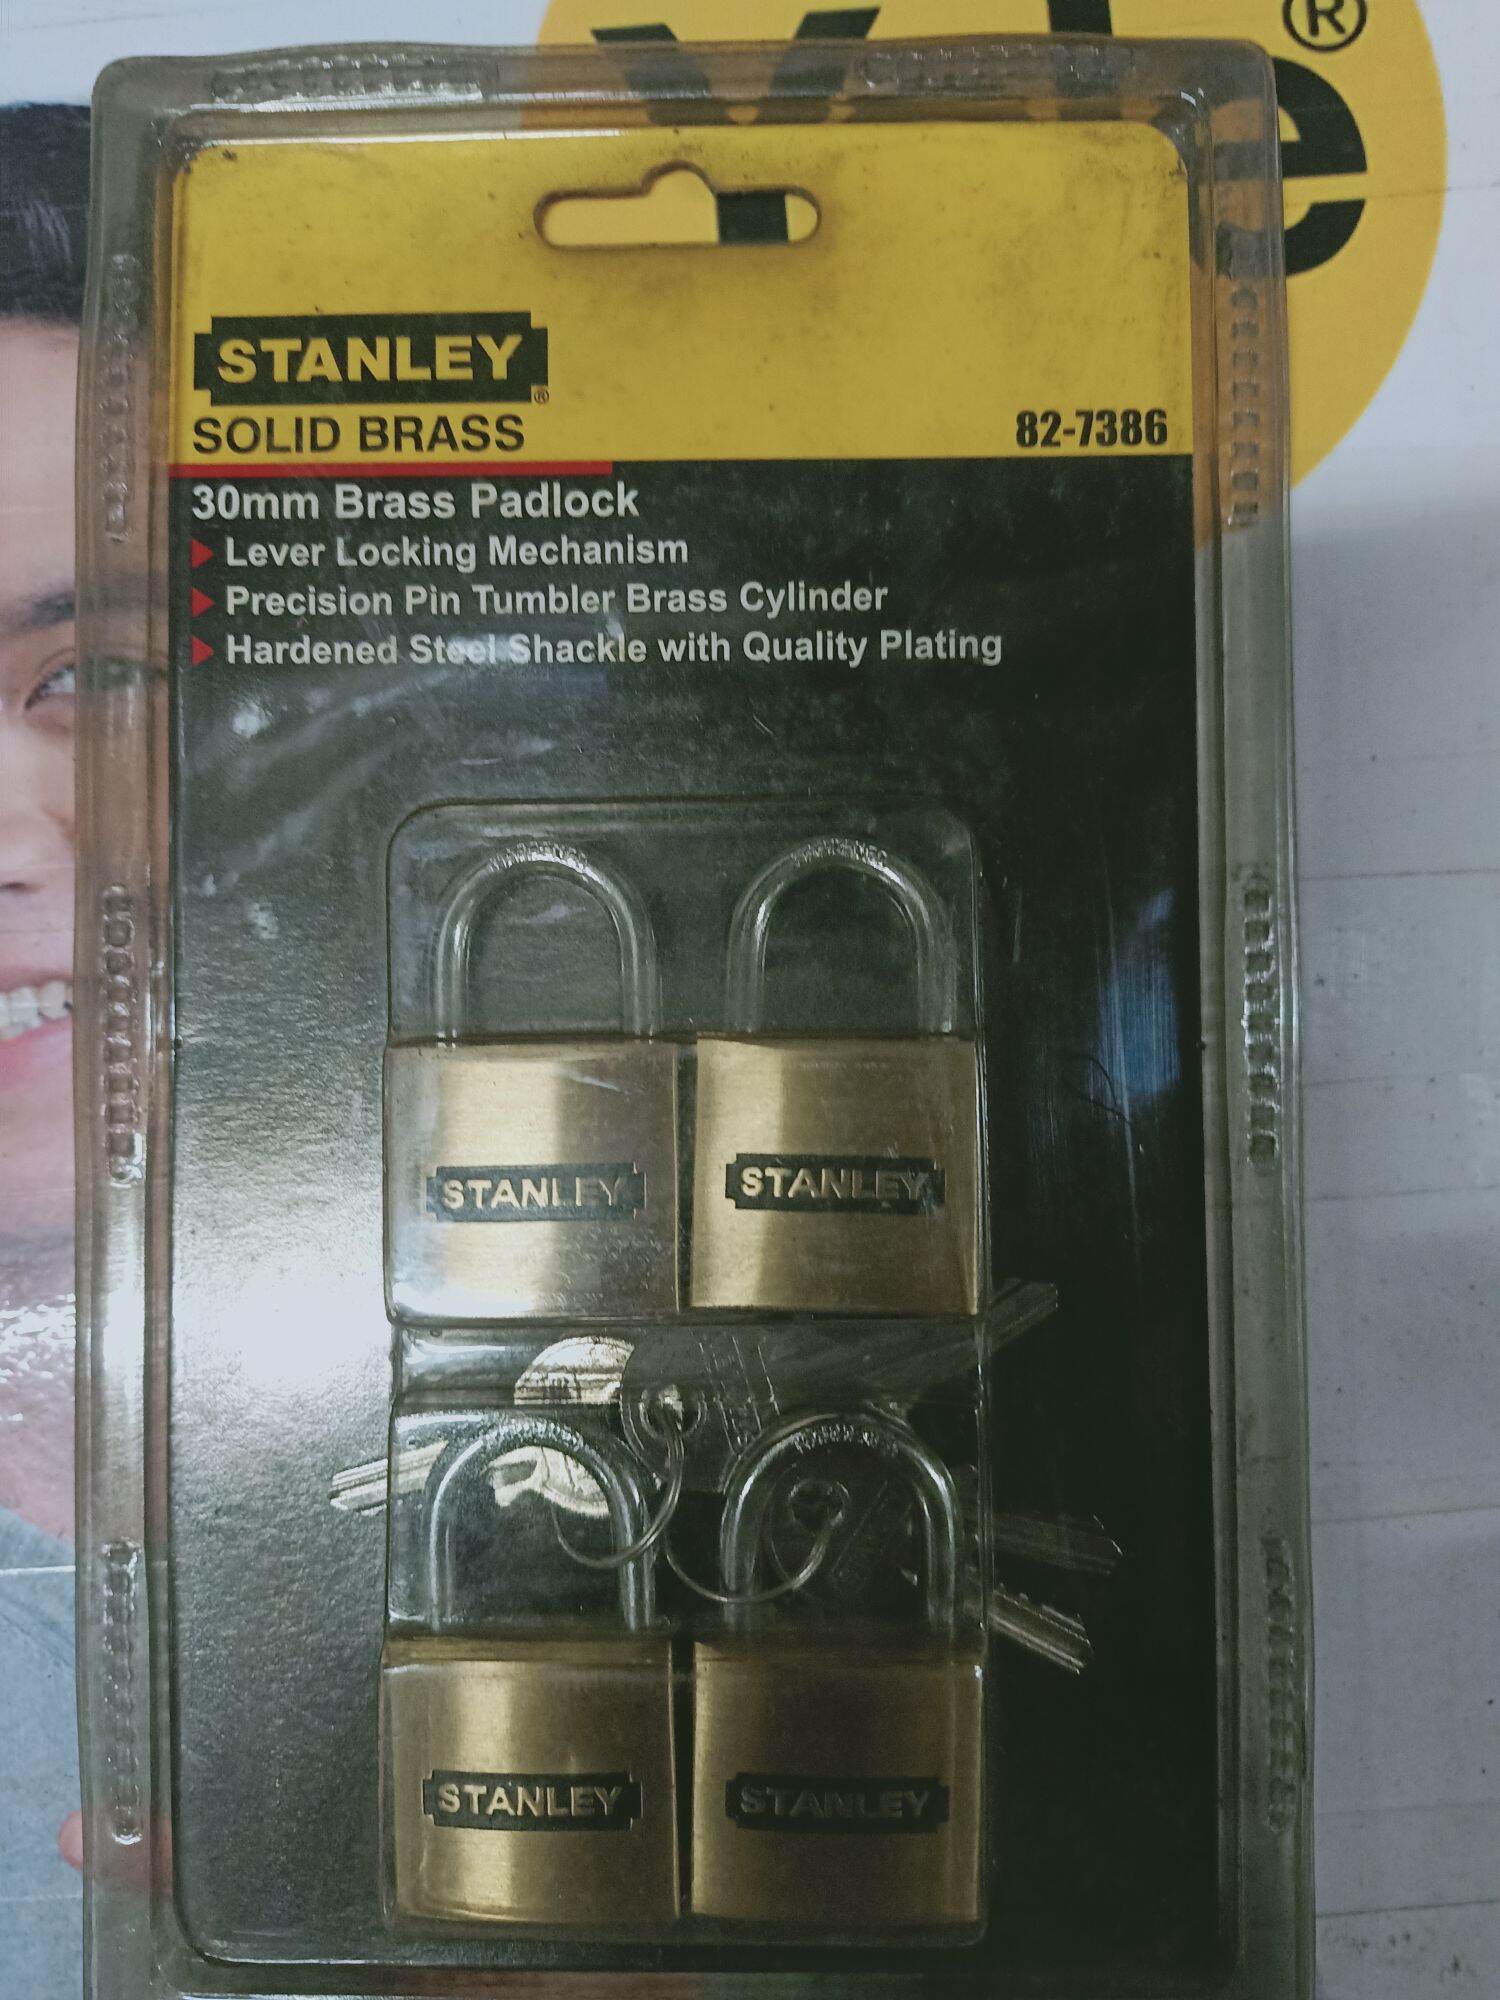 ®
STANLEY®
SOLID BRASS
82-7386
30mm Brass Padlock
Lever Locking Mechanism
Precision Pin Tumbler Brass Cylinder
Hardened Steel Shackle with Quality Plating
STANLEY
STANLEY
STANLEY
STANLEY